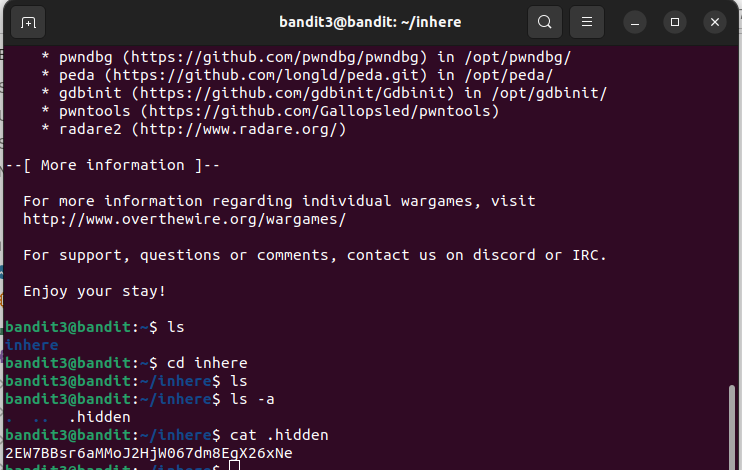 bandit3@bandit: ~/inhere
* pwndbg (https://github.com/pwndbg/pwndbg) in /opt/pwndbg/
* peda (https://github.com/longld/peda.git) in /opt/peda/
* gdbinit (https://github.com/gdbinit/Gdbinit) in /opt/gdbinit/
* pwntools (https://github.com/Gallopsled/pwntools)
* radare2 (http://www.radare.org/)
--[ More information ]--
For more information regarding individual wargames, visit
http://www.overthewire.org/wargames/
For support, questions or comments, contact us on discord or IRC.
Enjoy your stay!
bandit3@bandit:~$ ls
inhere
bandit3@bandit:~$ cd inhere
bandit3@bandit:~/inhere$ ls
bandit3@bandit:~/inhere$ ls -a
.  ..  .hidden
bandit3@bandit:~/inhere$ cat .hidden
2EW7BBsr6aMMoJ2HjW067dm8EgX26xNe
bandit3@bandit:~/inhere$